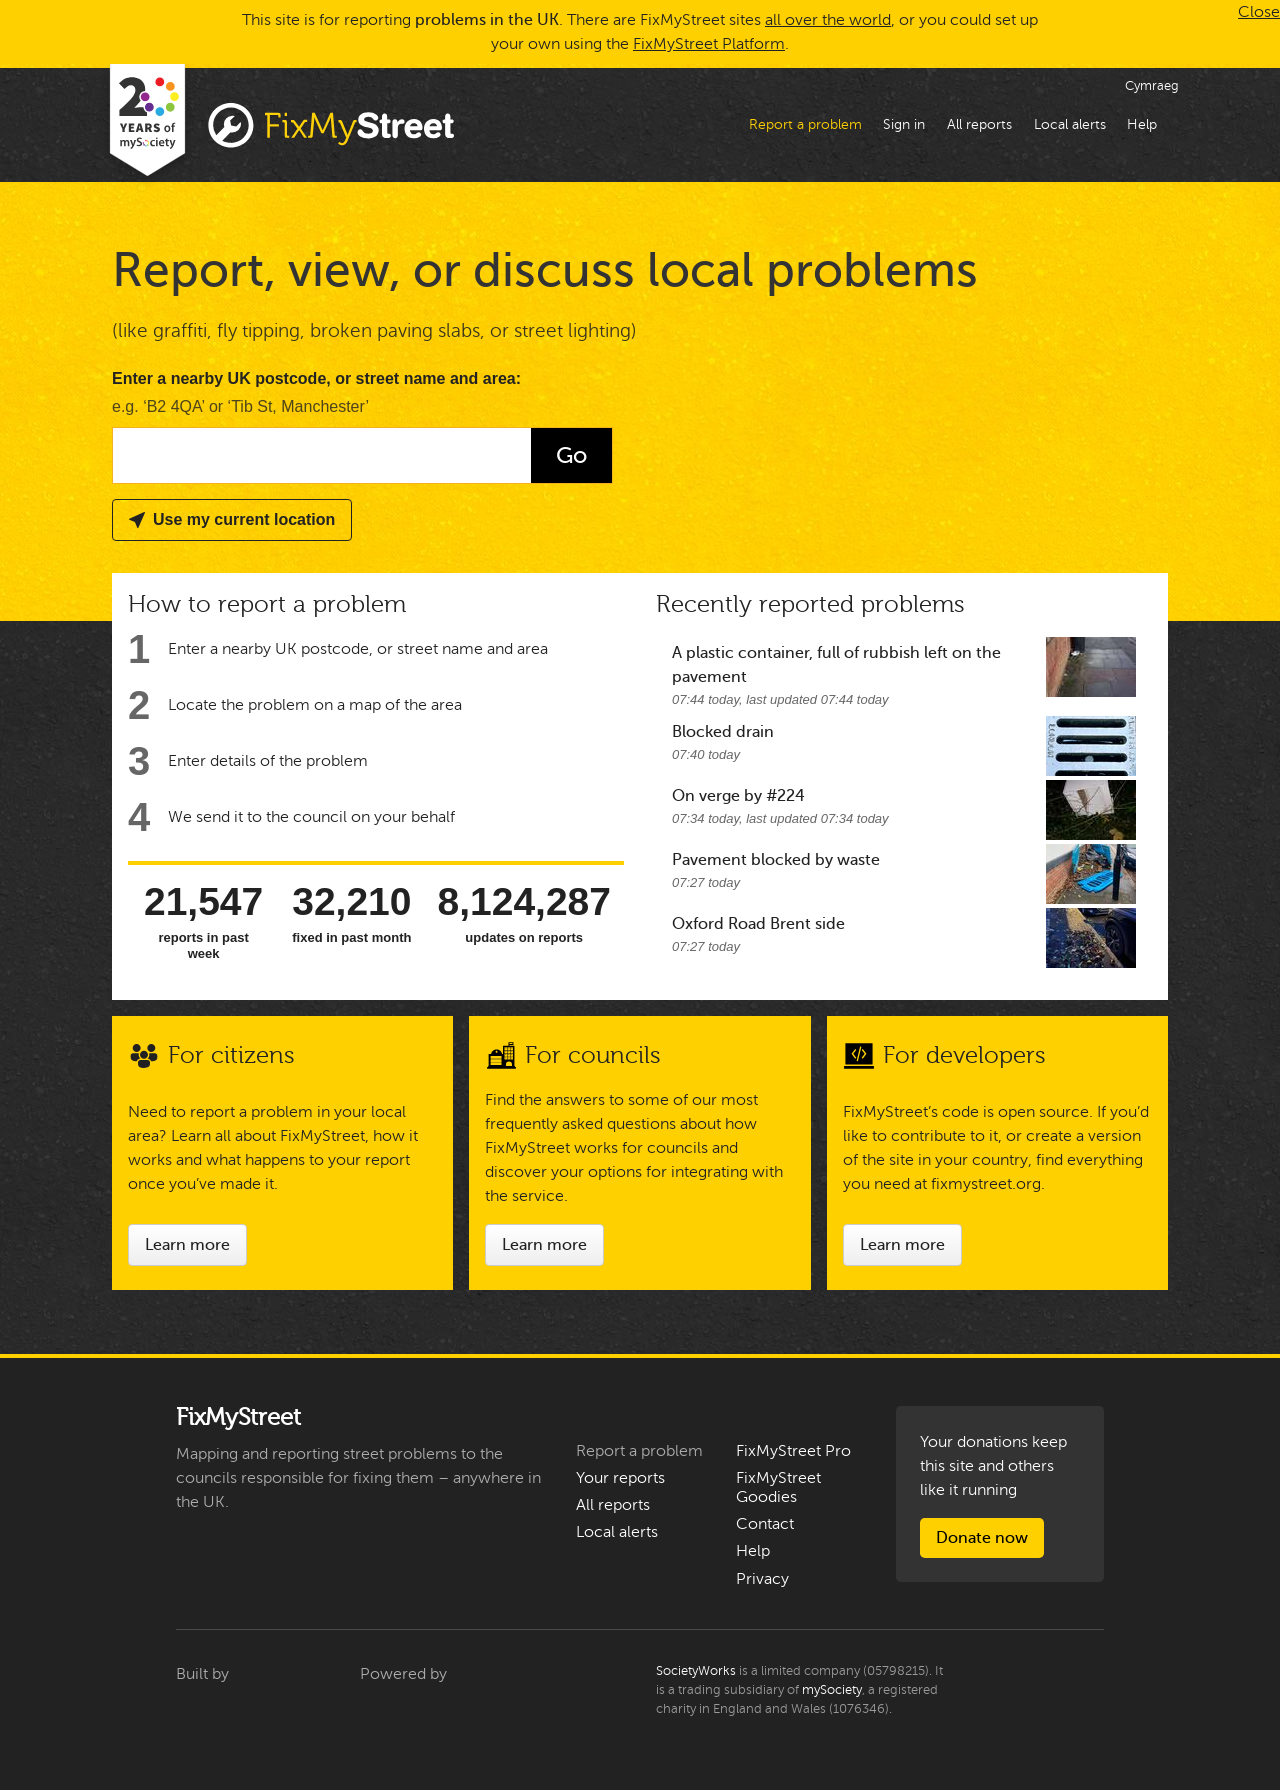 This site is for reporting problems in the UK. There are FixMyStreet sites all over the world, or you could set up
your own using the FixMyStreet Platform.
Close
20
YEARS of
mySociety
FixMyStreet
Cymraeg
Report a problem
Sign in
All reports
Local alerts
Help
Report, view, or discuss local problems
(like graffiti, fly tipping, broken paving slabs, or street lighting)
Enter a nearby UK postcode, or street name and area:
e.g. ‘B2 4QA’ or ‘Tib St, Manchester’
Go
Use my current location
How to report a problem
1 Enter a nearby UK postcode, or street name and area
2 Locate the problem on a map of the area
3 Enter details of the problem
4 We send it to the council on your behalf
21,547
reports in past
week
32,210
fixed in past month
8,124,287
updates on reports
Recently reported problems
A plastic container, full of rubbish left on the
pavement
07:44 today, last updated 07:44 today
Blocked drain
07:40 today
On verge by #224
07:34 today, last updated 07:34 today
Pavement blocked by waste
07:27 today
Oxford Road Brent side
07:27 today
For citizens
Need to report a problem in your local
area? Learn all about FixMyStreet, how it
works and what happens to your report
once you’ve made it.
Learn more
For councils
Find the answers to some of our most
frequently asked questions about how
FixMyStreet works for councils and
discover your options for integrating with
the service.
Learn more
For developers
FixMyStreet’s code is open source. If you’d
like to contribute to it, or create a version
of the site in your country, find everything
you need at fixmystreet.org.
Learn more
FixMyStreet
Mapping and reporting street problems to the
councils responsible for fixing them – anywhere in
the UK.
Report a problem
Your reports
All reports
Local alerts
FixMyStreet Pro
FixMyStreet
Goodies
Contact
Help
Privacy
Your donations keep
this site and others
like it running
Donate now
Built by
Powered by
SocietyWorks is a limited company (05798215). It
is a trading subsidiary of mySociety, a registered
charity in England and Wales (1076346).